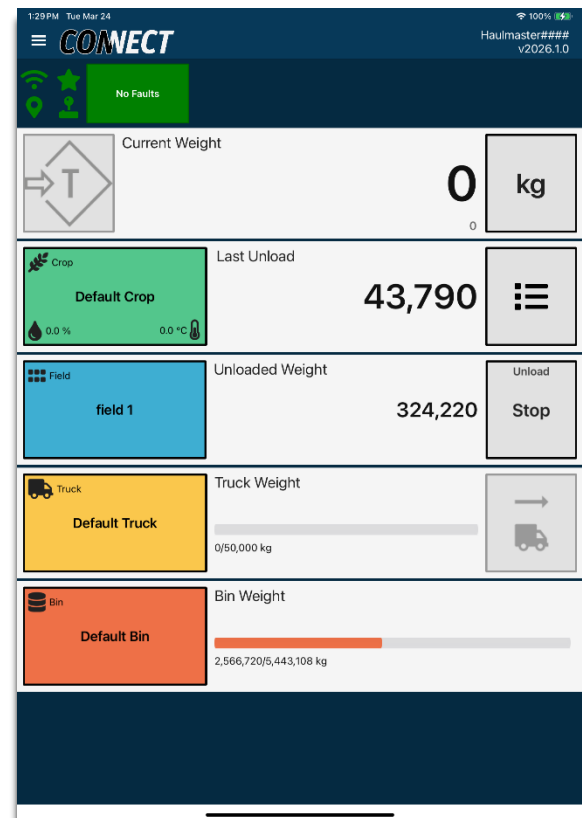 1:29 PM Tue Mar 24
100%
CONNECT
Haulmaster####
v2026.1.0
No Faults
Current Weight
T
0
kg
0
Crop
Default Crop
0.0 %
0.0 °C
Last Unload
43,790
Field
field 1
Unloaded Weight
324,220
Unload
Stop
Truck
Default Truck
Truck Weight
0/50,000 kg
Bin
Default Bin
Bin Weight
2,566,720/5,443,108 kg